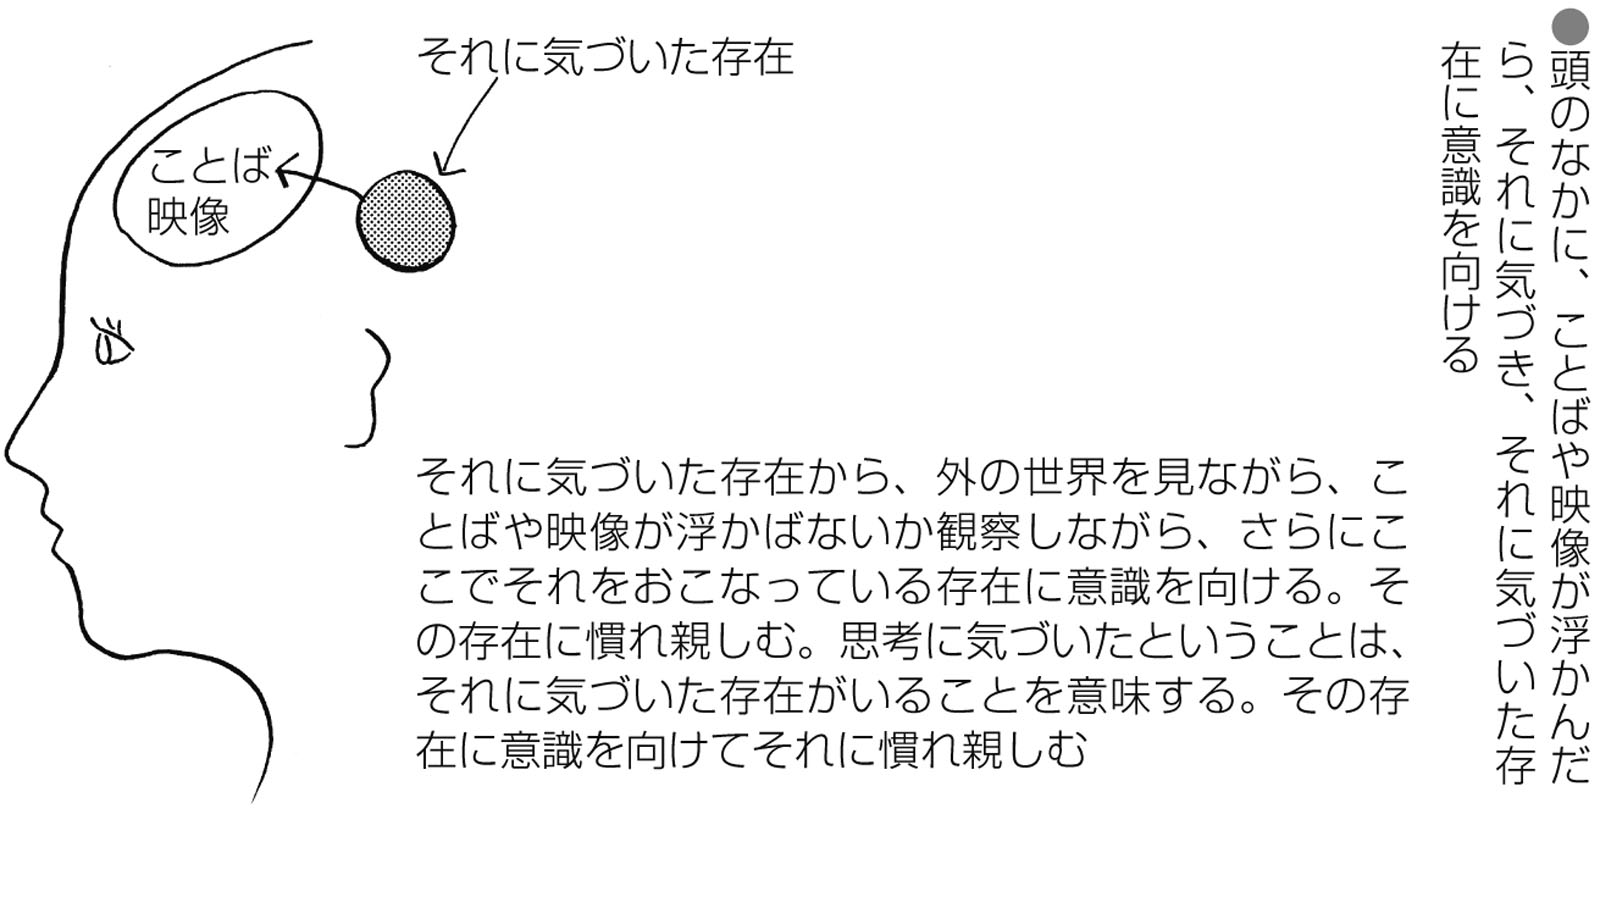 ●頭のなかに、ことばや映像が浮かんだ
ら、それに気づき、それに気づいた存
在に意識を向ける
それに気づいた存在
ことば
映像
それに気づいた存在から、外の世界を見ながら、こ
とばや映像が浮かばないか観察しながら、さらにこ
こでそれをおこなっている存在に意識を向ける。そ
の存在に慣れ親しむ。思考に気づいたということは、
それに気づいた存在がいることを意味する。その存
在に意識を向けてそれに慣れ親しむ